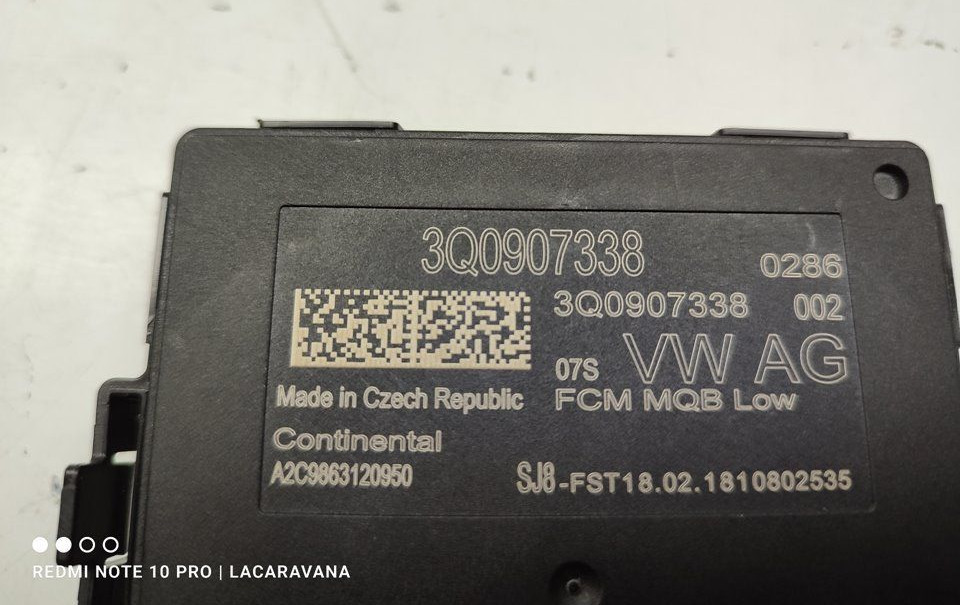 3Q0907338
0286
3Q0907338 002
07S VW AG
Made in Czech Republic
FCM MQB Low
Continental
A2C9863120950
SJ8-FST18.02.1810802535
REDMI NOTE 10 PRO | LACARAVANA